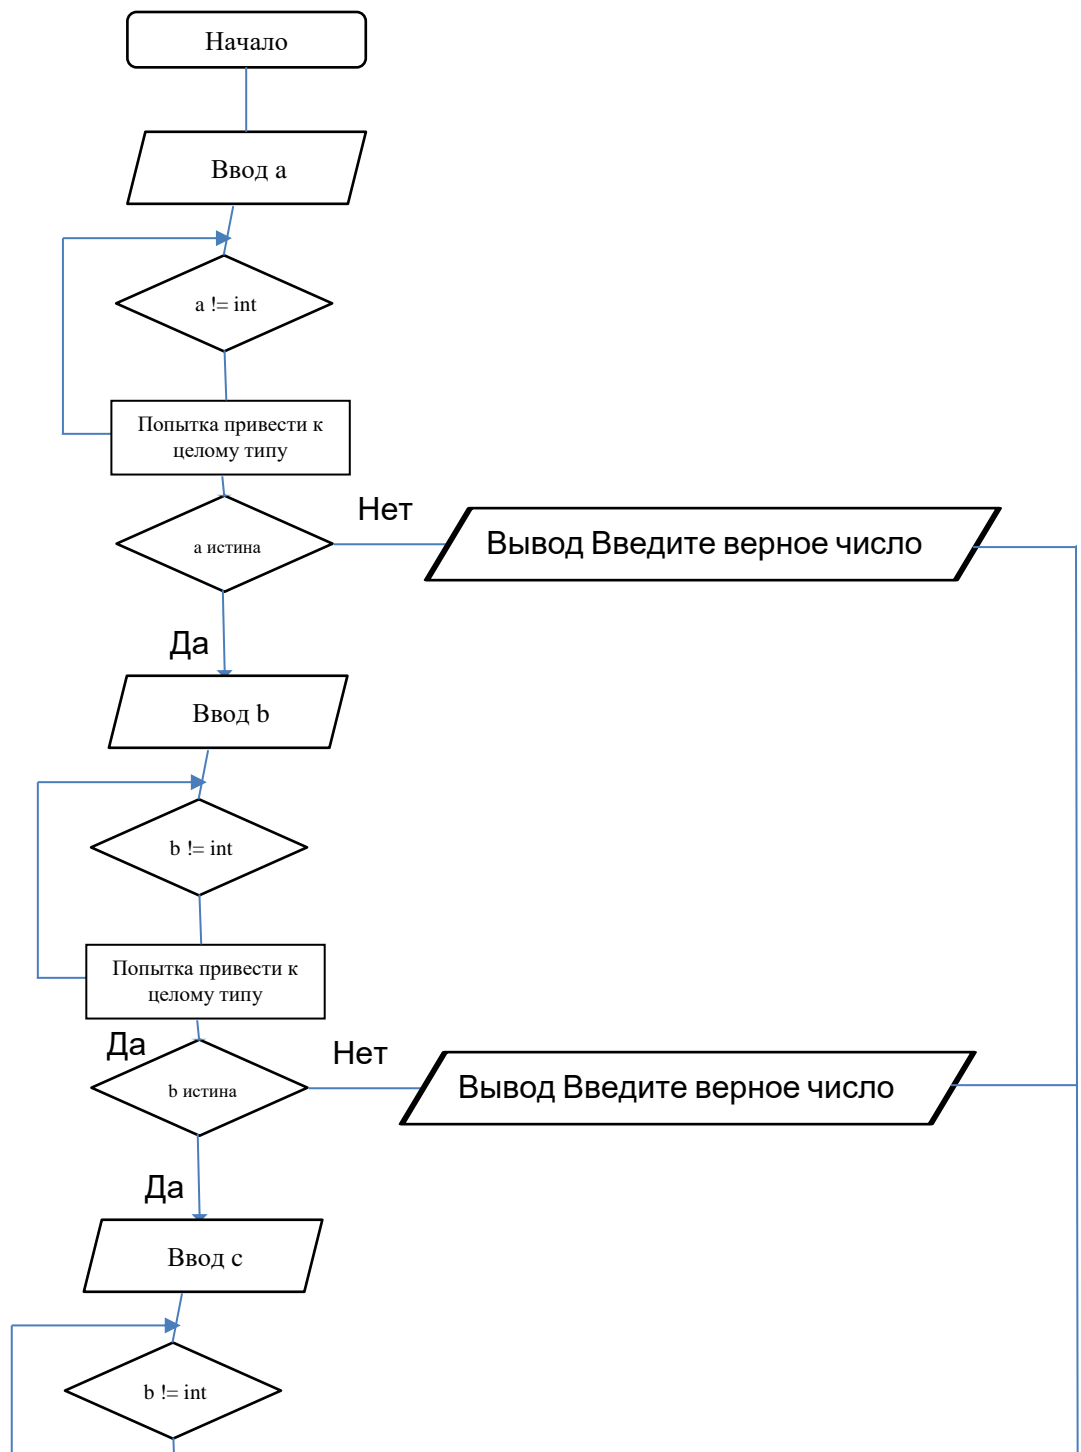 Начало
Ввод a
a != int
Попытка привести к
целому типу
Нет
a истина
Вывод Введите верное число
Да
Ввод b
b != int
Попытка привести к
целому типу
Да
Нет
b истина
Вывод Введите верное число
Да
Ввод c
b != int